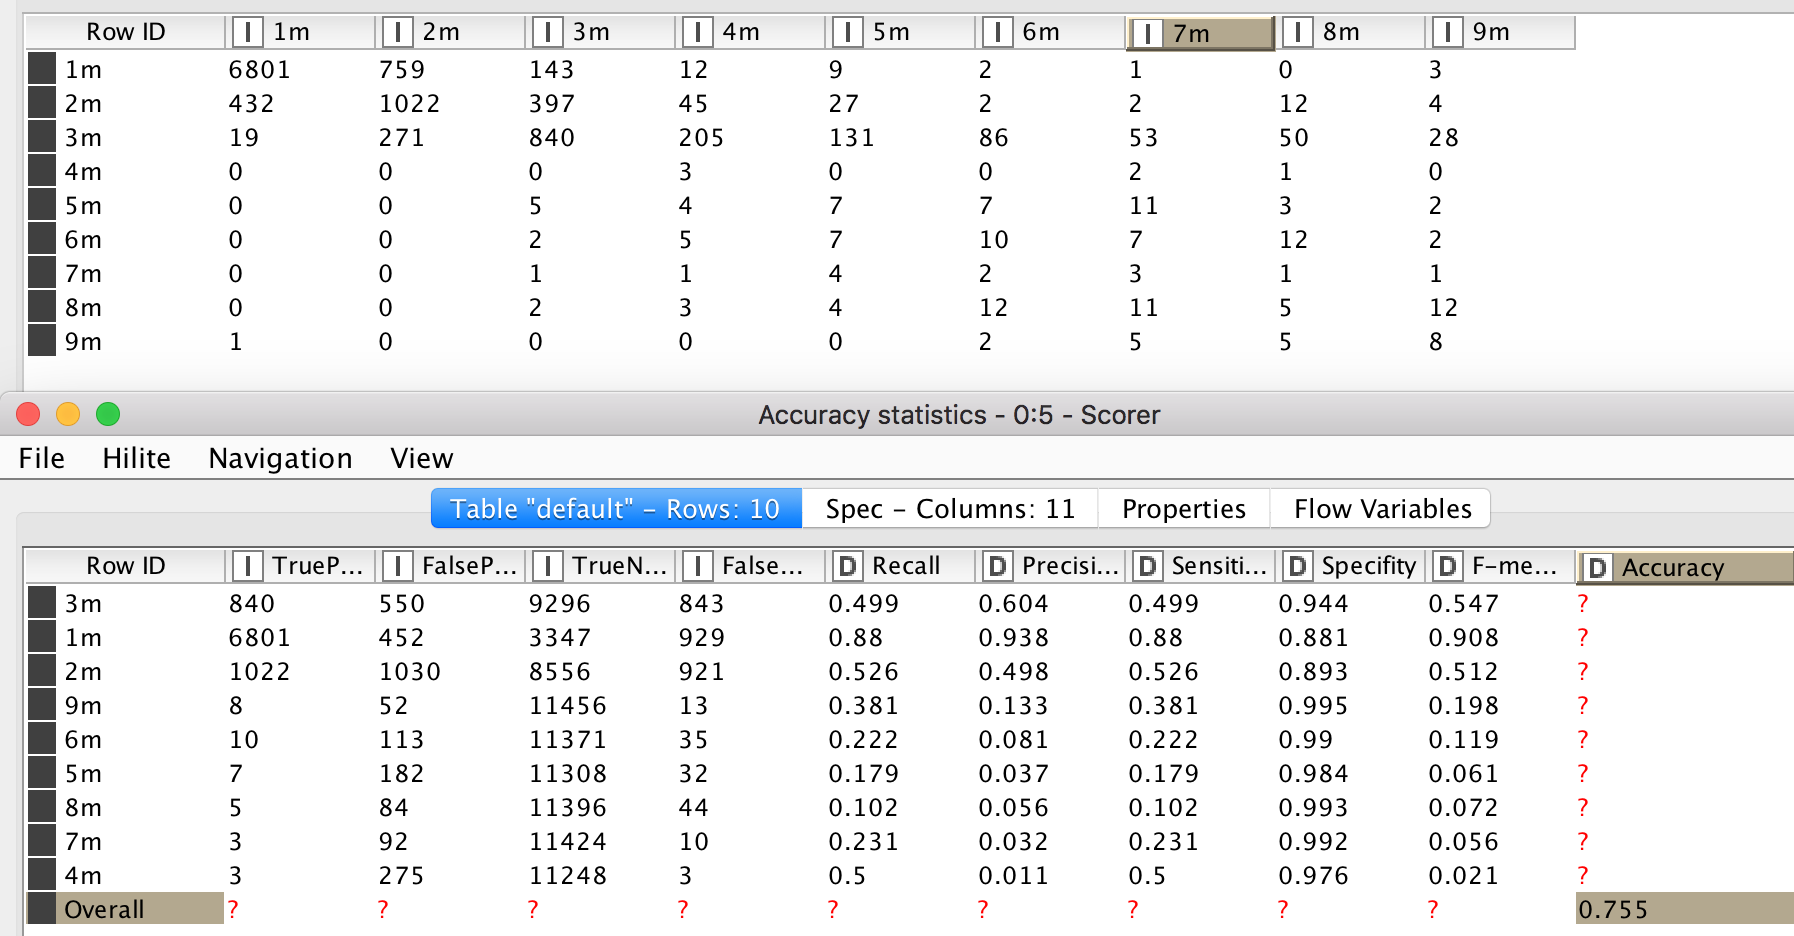 Row ID I 1m I 2m I 3m I 4m I 5m I 6m I 7m I 8m I 9m
1m 6801 759 143 12 9 2 1 0 3
2m 432 1022 397 45 27 2 2 12 4
3m 19 271 840 205 131 86 53 50 28
4m 0 0 0 3 0 0 2 1 0
5m 0 0 5 4 7 7 11 3 2
6m 0 0 2 5 7 10 7 12 2
7m 0 0 1 1 4 2 3 1 1
8m 0 0 2 3 4 12 11 5 12
9m 1 0 0 0 0 2 5 5 8
Accuracy statistics - 0:5 - Scorer
File Hilite Navigation View
Table "default" - Rows: 10 Spec - Columns: 11 Properties Flow Variables
Row ID I TrueP... I FalseP... I TrueN... I False... D Recall D Precisi... D Sensiti... D Specifity D F-me... D Accuracy
3m 840 550 9296 843 0.499 0.604 0.499 0.944 0.547 ?
1m 6801 452 3347 929 0.88 0.938 0.88 0.881 0.908 ?
2m 1022 1030 8556 921 0.526 0.498 0.526 0.893 0.512 ?
9m 8 52 11456 13 0.381 0.133 0.381 0.995 0.198 ?
6m 10 113 11371 35 0.222 0.081 0.222 0.99 0.119 ?
5m 7 182 11308 32 0.179 0.037 0.179 0.984 0.061 ?
8m 5 84 11396 44 0.102 0.056 0.102 0.993 0.072 ?
7m 3 92 11424 10 0.231 0.032 0.231 0.992 0.056 ?
4m 3 275 11248 3 0.5 0.011 0.5 0.976 0.021 ?
Overall ? ? ? ? ? ? ? ? ? 0.755